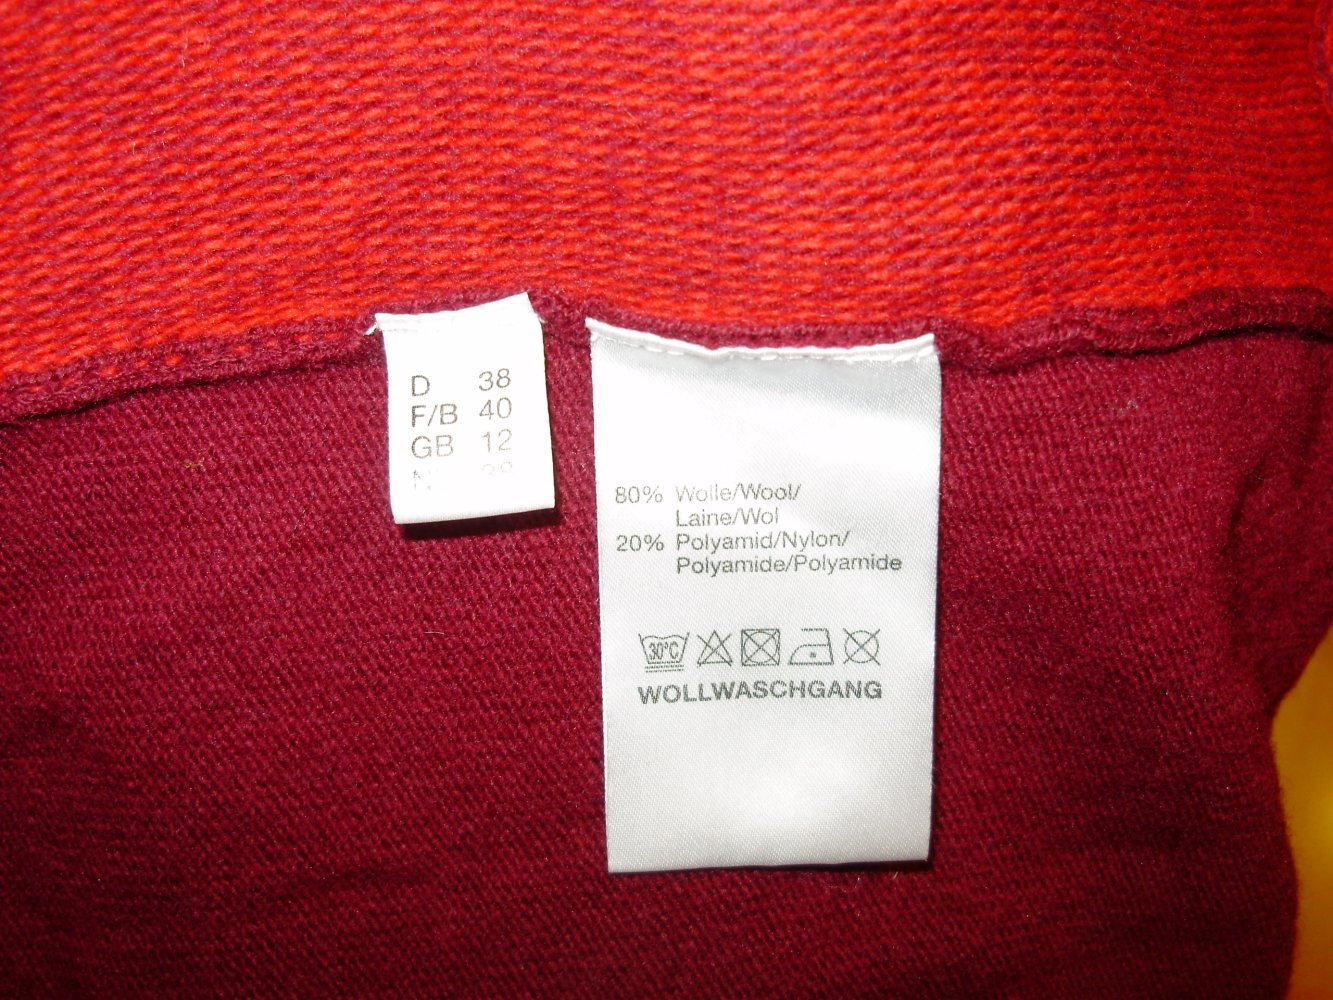 D 38
F/B 40
GB 12
80% Wolle/Wool/
Laine/Wol
20% Polyamid/Nylon/
Polyamide/Polyamide
30°C
WOLLWASCHGANG